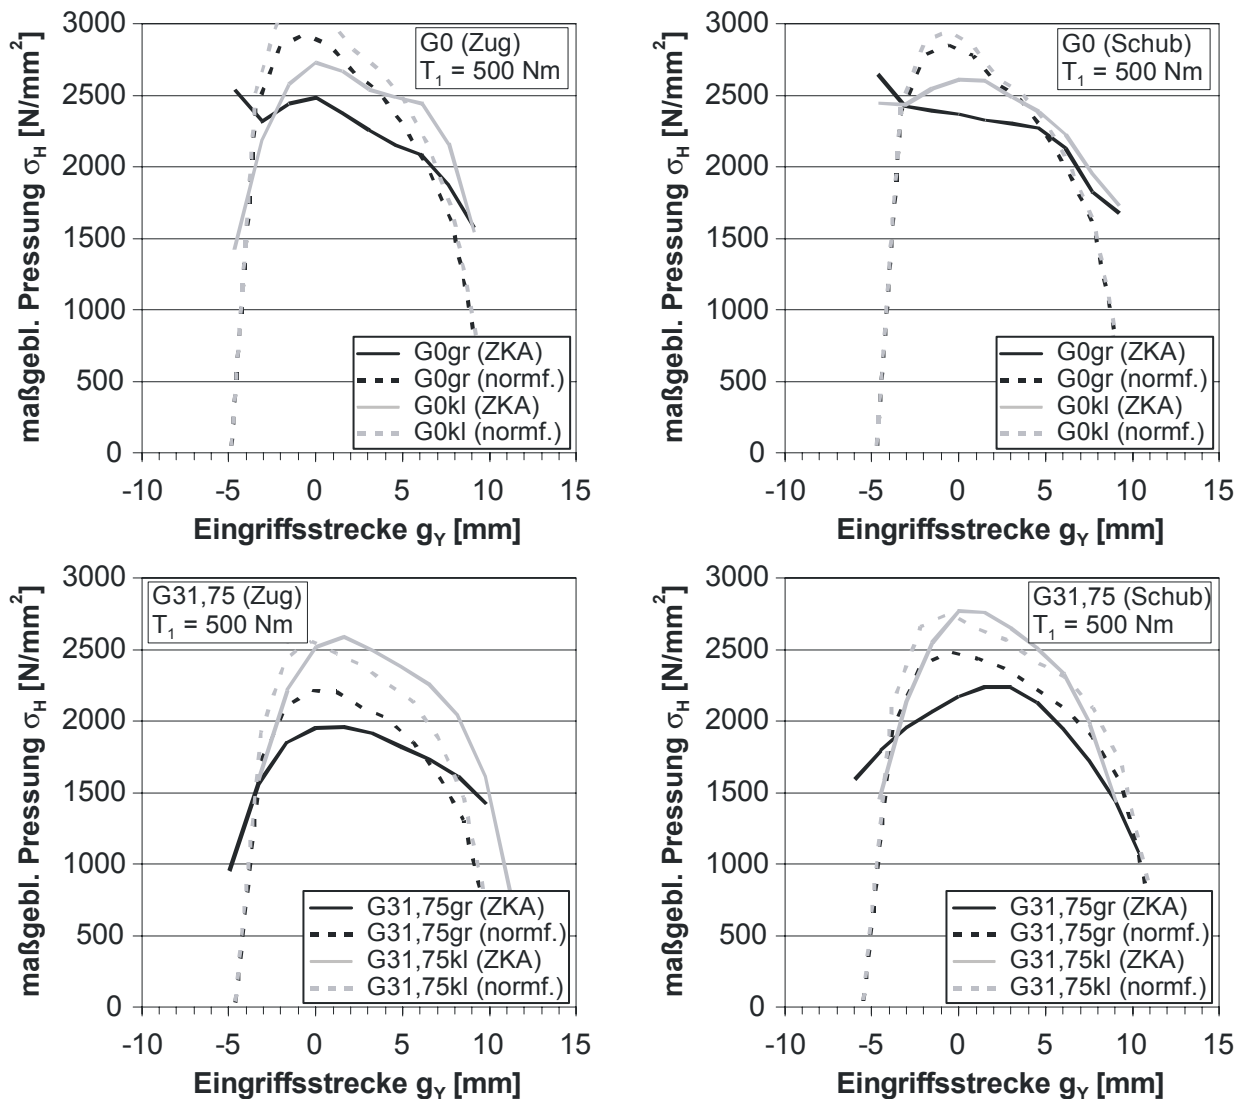 maßgebl. Pressung σH [N/mm²]
3000
2500
2000
1500
1000
500
0
G0 (Zug)
T1 = 500 Nm
G0gr (ZKA)
G0gr (normf.)
G0kl (ZKA)
G0kl (normf.)
-10 -5 0 5 10 15
Eingriffsstrecke gY [mm]
maßgebl. Pressung σH [N/mm²]
3000
2500
2000
1500
1000
500
0
G0 (Schub)
T1 = 500 Nm
G0gr (ZKA)
G0gr (normf.)
G0kl (ZKA)
G0kl (normf.)
-10 -5 0 5 10 15
Eingriffsstrecke gY [mm]
maßgebl. Pressung σH [N/mm²]
3000
2500
2000
1500
1000
500
0
G31,75 (Zug)
T1 = 500 Nm
G31,75gr (ZKA)
G31,75gr (normf.)
G31,75kl (ZKA)
G31,75kl (normf.)
-10 -5 0 5 10 15
Eingriffsstrecke gY [mm]
maßgebl. Pressung σH [N/mm²]
3000
2500
2000
1500
1000
500
0
G31,75 (Schub)
T1 = 500 Nm
G31,75gr (ZKA)
G31,75gr (normf.)
G31,75kl (ZKA)
G31,75kl (normf.)
-10 -5 0 5 10 15
Eingriffsstrecke gY [mm]